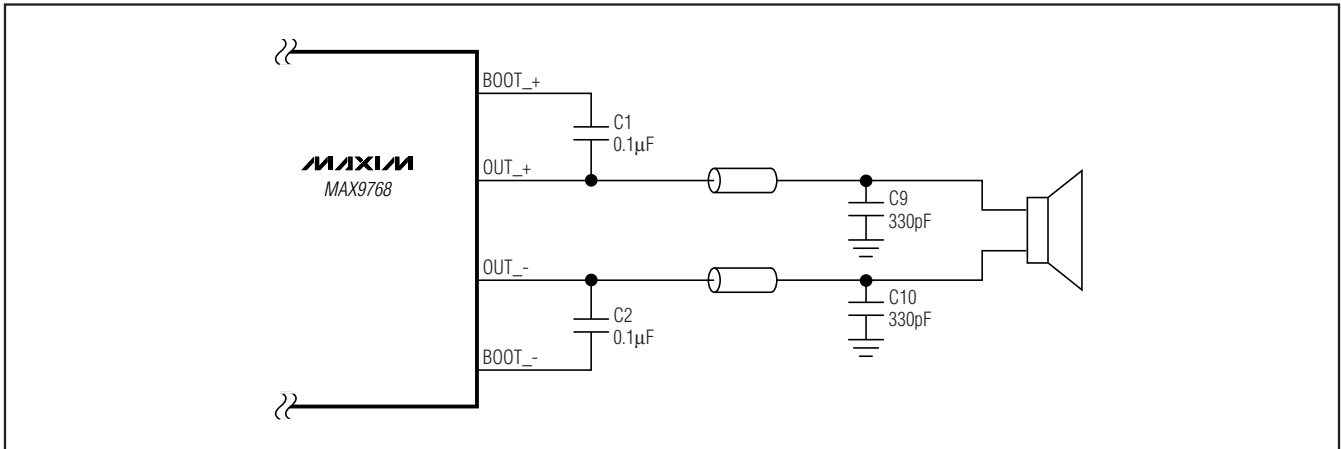 BOOT_+
C1
0.1µF
MAXIM
MAX9768
OUT_+
C9
330pF
OUT_-
C10
330pF
C2
0.1µF
BOOT_-